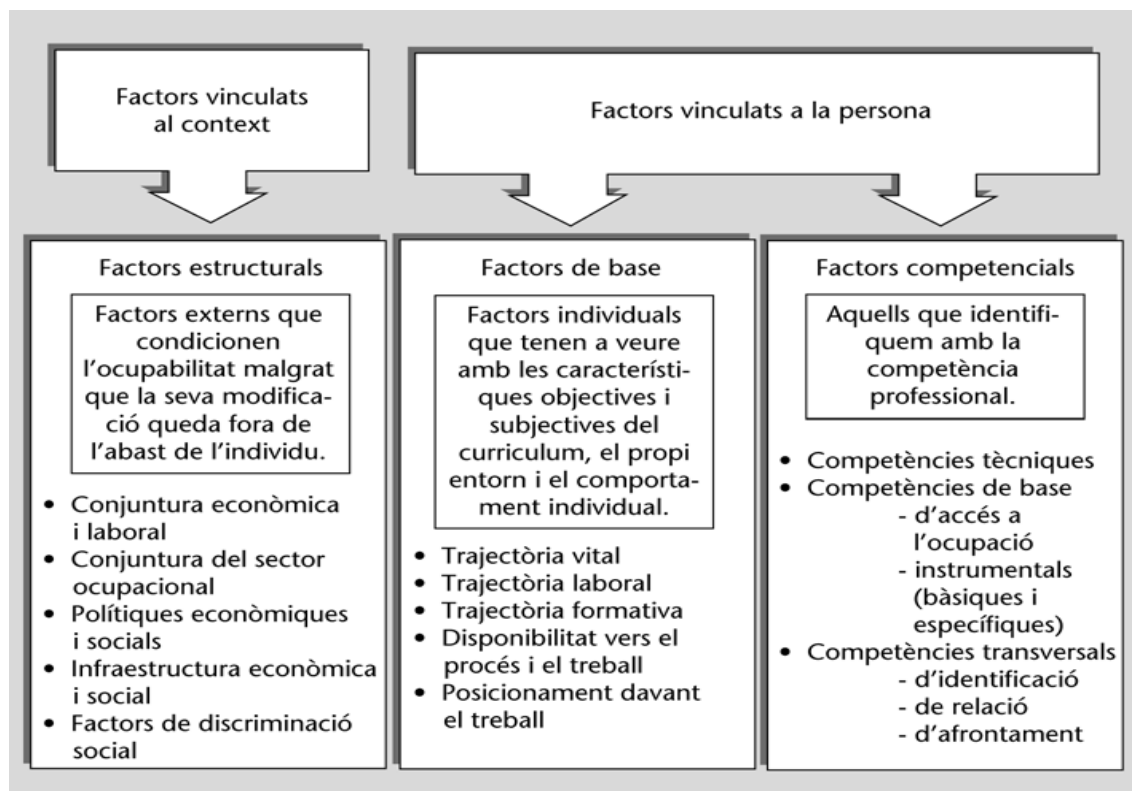 Factors vinculats
al context
Factors vinculats a la persona
Factors estructurals
Factors externs que
condicionen
l'ocupabilitat malgrat
que la seva modifica-
ció queda fora de
l'abast de l'individu.
• Conjuntura econòmica
i laboral
• Conjuntura del sector
ocupacional
• Polítiques econòmiques
i socials
• Infraestructura econòmica
i social
• Factors de discriminació
social
Factors de base
Factors individuals
que tenen a veure
amb les característi-
ques objectives i
subjectives del
curriculum, el propi
entorn i el comporta-
ment individual.
• Trajectòria vital
• Trajectòria laboral
• Trajectòria formativa
• Disponibilitat vers el
procés i el treball
• Posicionament davant
el treball
Factors competencials
Aquells que identifi-
quem amb la
competència
professional.
• Competències tècniques
• Competències de base
- d'accés a
l'ocupació
- instrumentals
(bàsiques i
específiques)
• Competències transversals
- d'identificació
- de relació
- d'afrontament